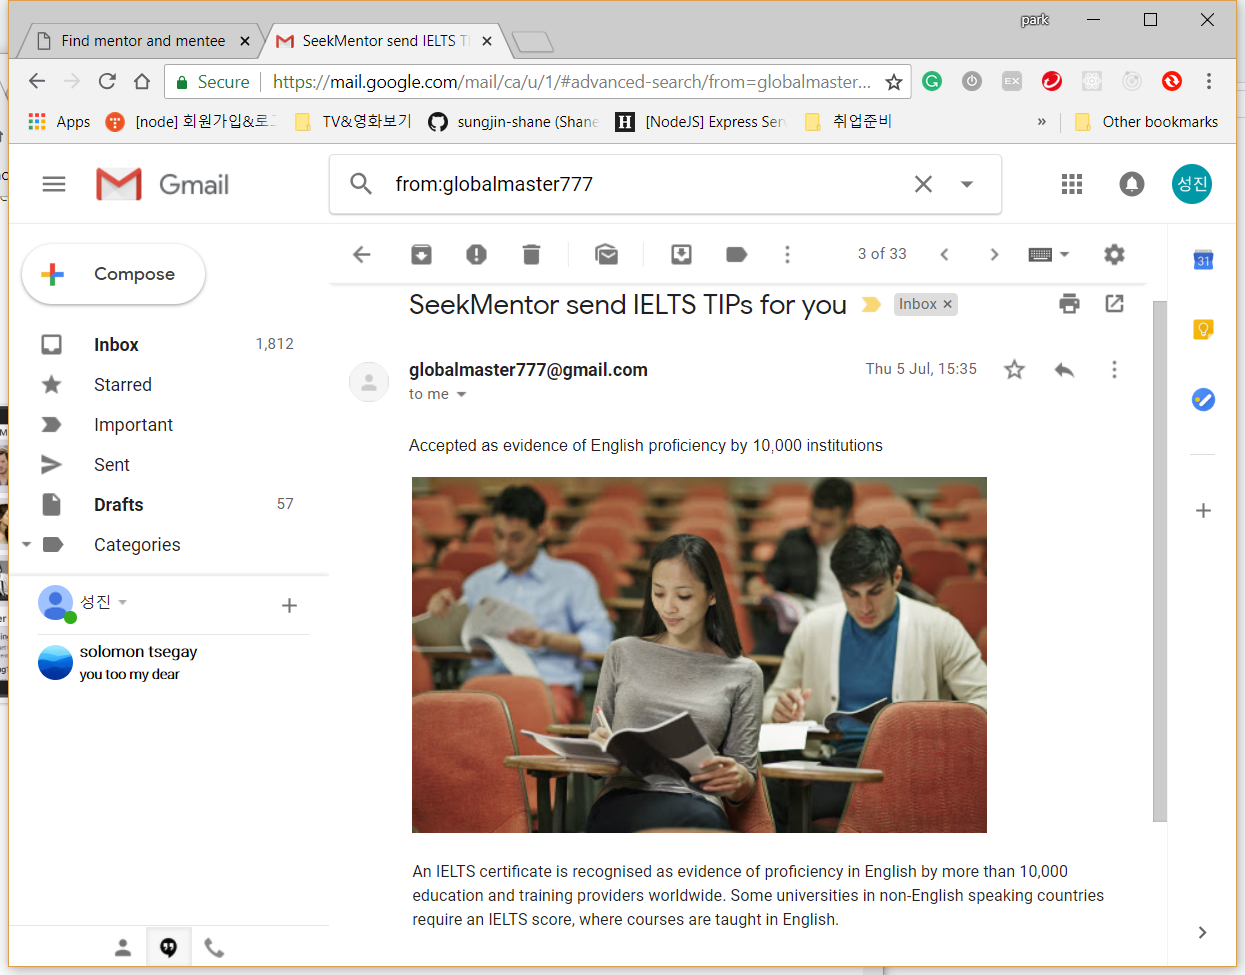 park
Find mentor and mentee
SeekMentor send IELTS TI
Secure
https://mail.google.com/mail/ca/u/1/#advanced-search/from=globalmaster...
EX
Apps
[node] 회원가입&로그
TV&영화보기
sungjin-shane (Shane
H
[NodeJS] Express Ser
취업준비
»
Other bookmarks
Gmail
from:globalmaster777
성진
Compose
3 of 33
31
SeekMentor send IELTS TIPs for you
Inbox ×
Inbox 1,812
globalmaster777@gmail.com
Thu 5 Jul, 15:35
Starred
to me
Important
Accepted as evidence of English proficiency by 10,000 institutions
Sent
Drafts 57
Categories
성진
solomon tsegay
you too my dear
An IELTS certificate is recognised as evidence of proficiency in English by more than 10,000
education and training providers worldwide. Some universities in non-English speaking countries
require an IELTS score, where courses are taught in English.